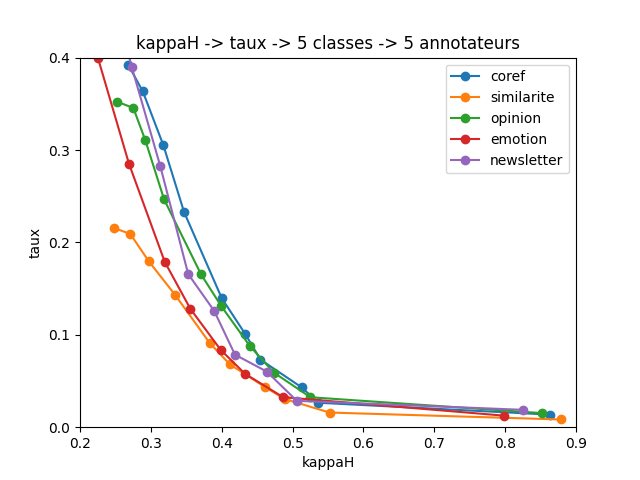 kappaH -> taux -> 5 classes -> 5 annotateurs
0.4
0.3
0.2
0.1
0.0
taux
coref
similarite
opinion
emotion
newsletter
0.2 0.3 0.4 0.5 0.6 0.7 0.8 0.9
kappaH